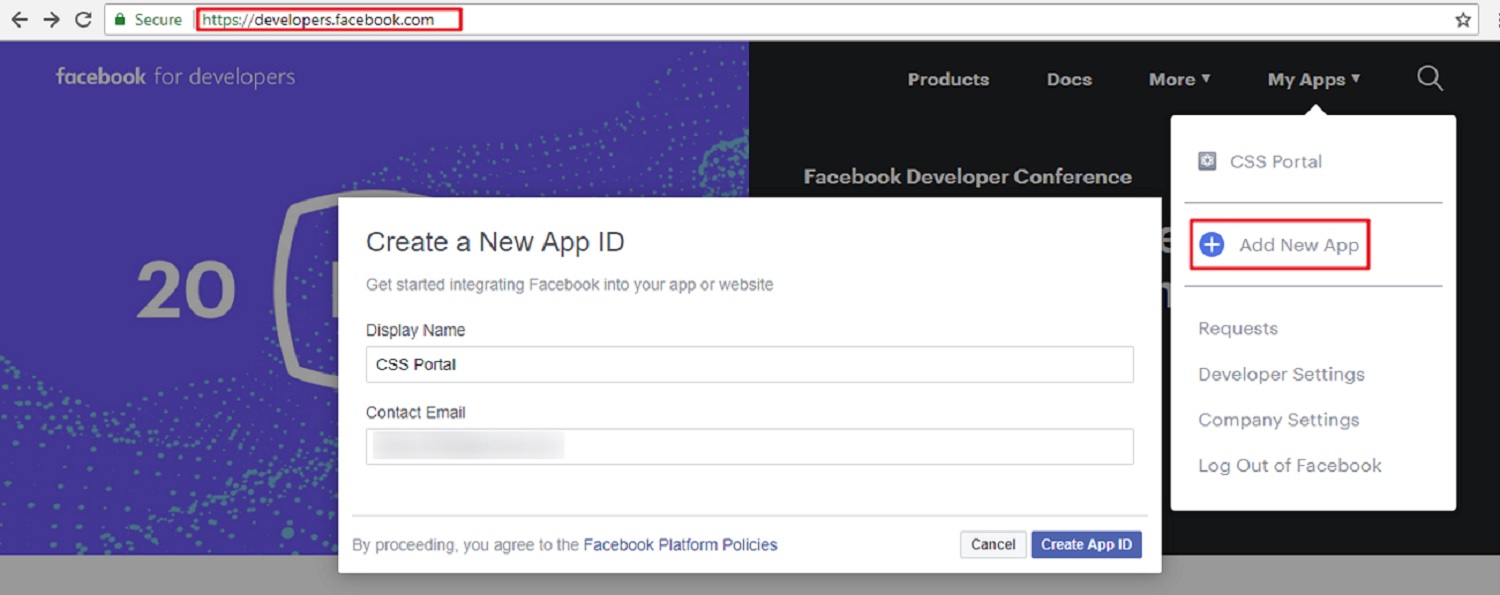 Secure https://developers.facebook.com
facebook for developers
Products Docs More My Apps
CSS Portal
Add New App
Requests
Developer Settings
Company Settings
Log Out of Facebook
Facebook Developer Conference
20
Create a New App ID
Get started integrating Facebook into your app or website
Display Name
CSS Portal
Contact Email
By proceeding, you agree to the Facebook Platform Policies
Cancel Create App ID